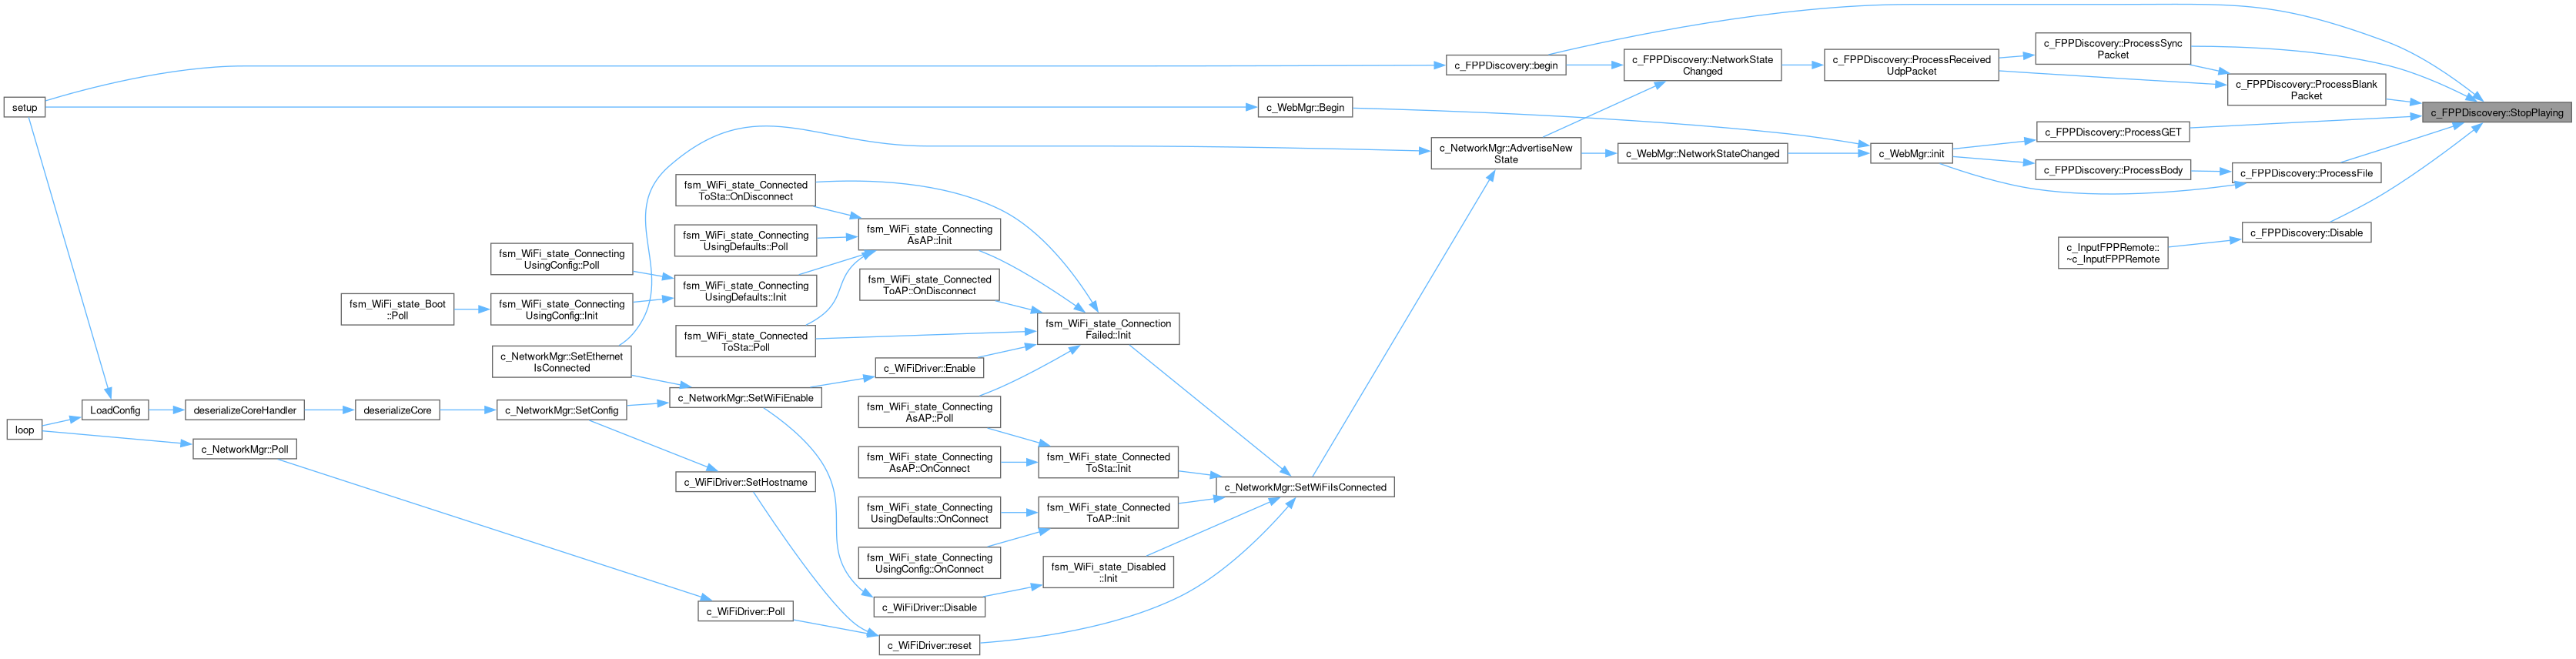 setup
loop
LoadConfig
c_NetworkMgr::Poll
deserializeCoreHandler
fsm_WiFi_state_Boot
::Poll
deserializeCore
fsm_WiFi_state_Connecting
UsingConfig::Poll
fsm_WiFi_state_Connecting
UsingConfig::Init
c_NetworkMgr::SetEthernet
IsConnected
c_NetworkMgr::SetConfig
fsm_WiFi_state_Connected
ToSta::OnDisconnect
fsm_WiFi_state_Connecting
UsingDefaults::Poll
fsm_WiFi_state_Connecting
UsingDefaults::Init
fsm_WiFi_state_Connected
ToSta::Poll
c_NetworkMgr::SetWiFiEnable
c_WiFiDriver::SetHostname
c_WiFiDriver::Poll
fsm_WiFi_state_Connecting
AsAP::Init
fsm_WiFi_state_Connected
ToAP::OnDisconnect
c_WiFiDriver::Enable
fsm_WiFi_state_Connecting
AsAP::Poll
fsm_WiFi_state_Connecting
AsAP::OnConnect
fsm_WiFi_state_Connecting
UsingDefaults::OnConnect
fsm_WiFi_state_Connecting
UsingConfig::OnConnect
c_WiFiDriver::Disable
c_WiFiDriver::reset
fsm_WiFi_state_Connection
Failed::Init
fsm_WiFi_state_Connected
ToSta::Init
fsm_WiFi_state_Connected
ToAP::Init
fsm_WiFi_state_Disabled
::Init
c_NetworkMgr::SetWiFiIsConnected
c_WebMgr::Begin
c_FPPDiscovery::begin
c_NetworkMgr::AdvertiseNew
State
c_FPPDiscovery::NetworkState
Changed
c_WebMgr::NetworkStateChanged
c_FPPDiscovery::ProcessReceived
UdpPacket
c_WebMgr::init
c_FPPDiscovery::ProcessSync
Packet
c_FPPDiscovery::ProcessGET
c_FPPDiscovery::ProcessBody
c_InputFPPRemote::
~c_InputFPPRemote
c_FPPDiscovery::ProcessBlank
Packet
c_FPPDiscovery::ProcessFile
c_FPPDiscovery::Disable
c_FPPDiscovery::StopPlaying